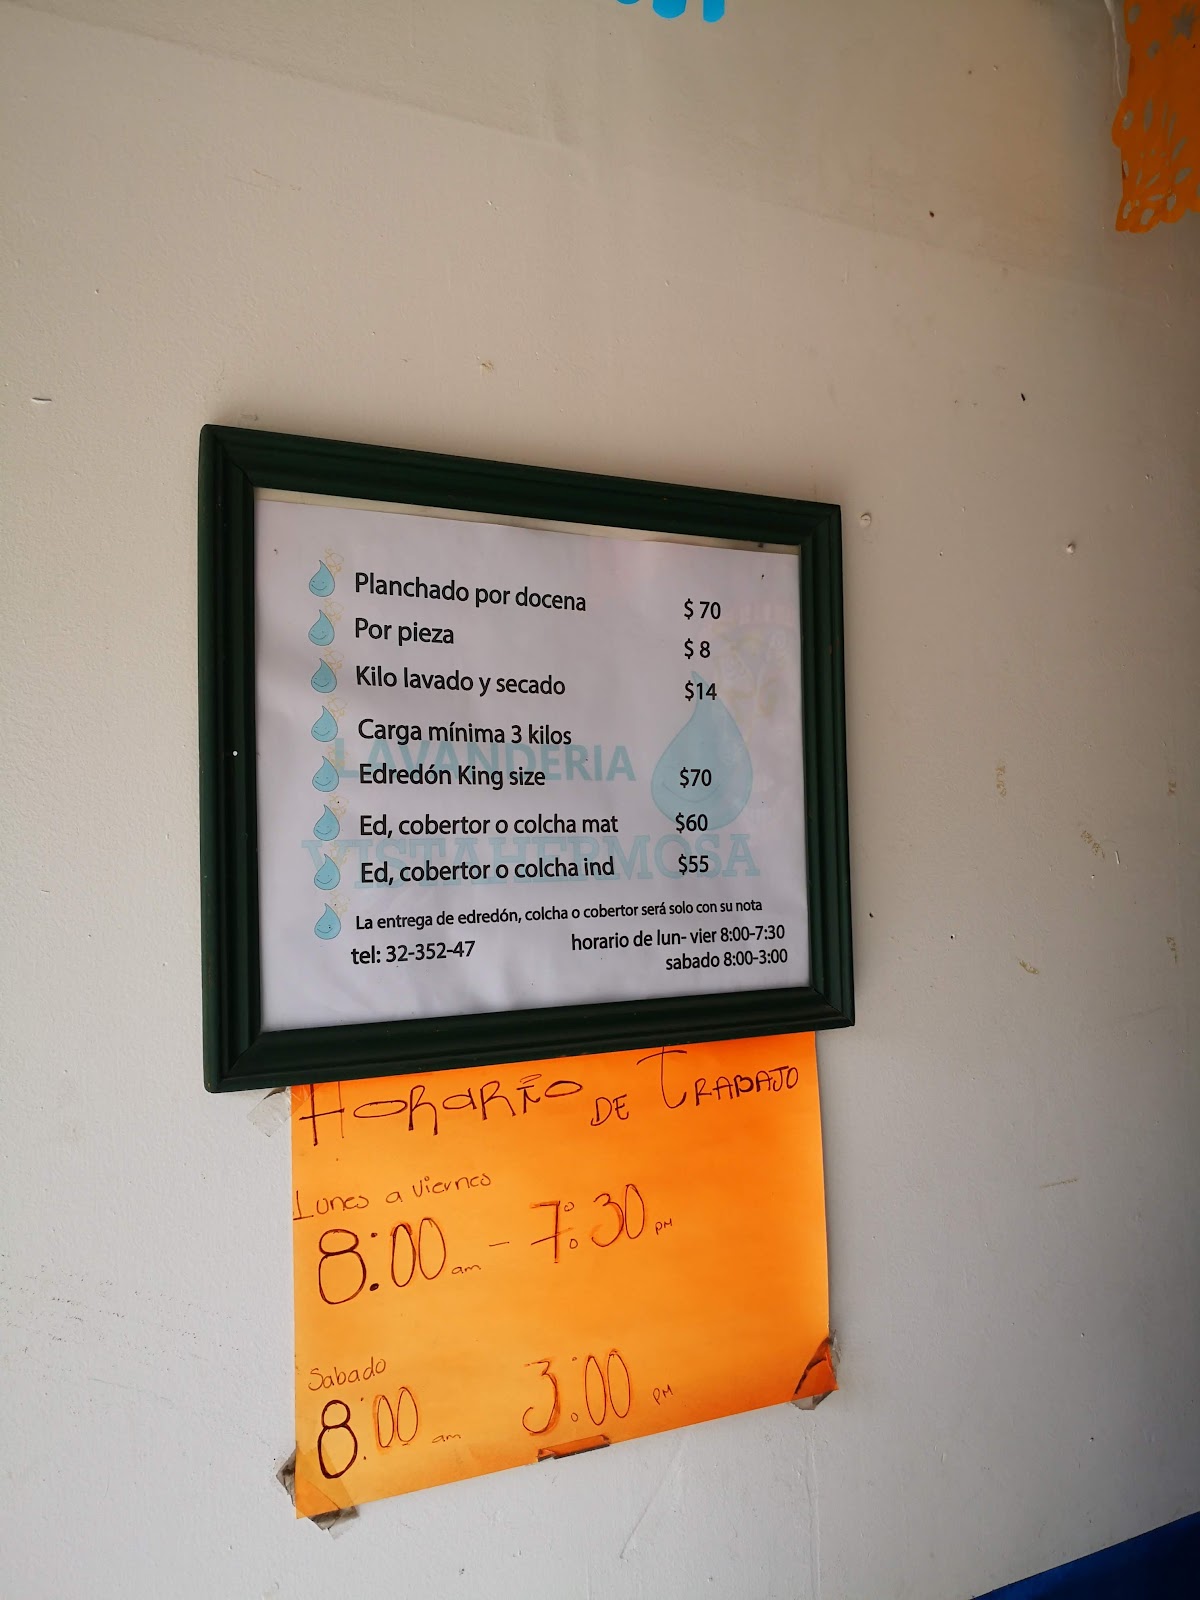 Planchado por docena $ 70
Por pieza $ 8
Kilo lavado y secado $14
Carga mínima 3 kilos
LAVANDERIA
Edredón King size $70
Ed, cobertor o colcha mat $60
VISTAHERMOSA
Ed, cobertor o colcha ind $55
La entrega de edredón, colcha o cobertor será solo con su nota
tel: 32-352-47 horario de lun- vier 8:00-7:30
sabado 8:00-3:00
HORARIO DE TRABAJO
Lunes a viernes
8:00 am - 7:30 PM
Sabado
8:00 am 3:00 PM